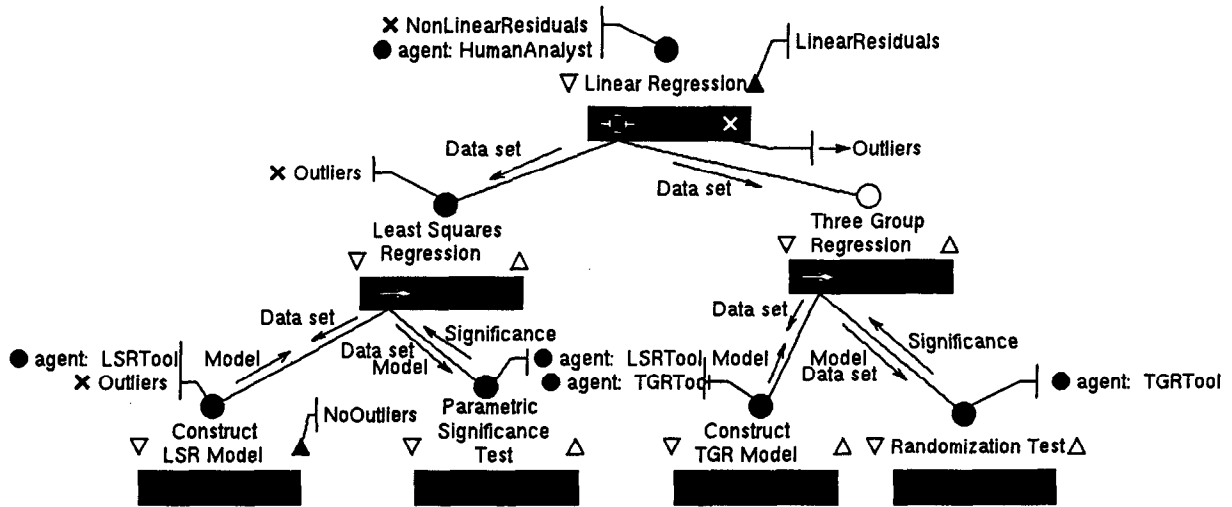 NonLinearResiduals
agent: HumanAnalyst
LinearResiduals
Linear Regression
Data set
Outliers
Outliers
Data set
Least Squares
Regression
Three Group
Regression
Data set
Significance
Data set
Model
Model
agent: LSRTool
Outliers
Construct
LSR Model
NoOutliers
Parametric
Significance
Test
agent: LSRTool
agent: TGRTool
Data set
Model
Model
Data set
Significance
agent: TGRTool
Construct
TGR Model
Randomization Test